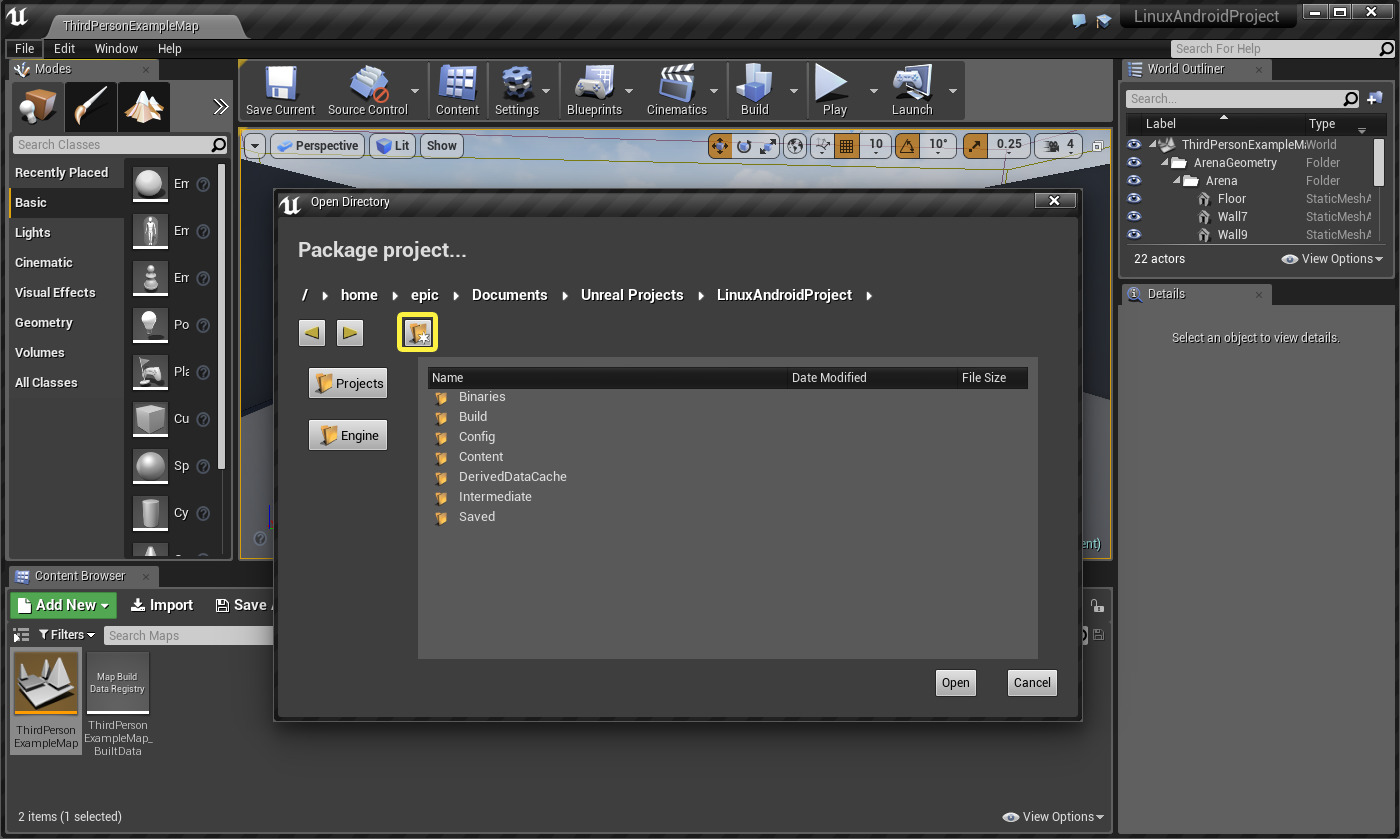 ThirdPersonExampleMap
LinuxAndroidProject
File Edit Window Help
Search For Help
Modes
Search Classes
Recently Placed
Basic
Lights
Cinematic
Visual Effects
Geometry
Volumes
All Classes
Em
Em
Em
Po
Pla
Cu
Sp
Cy
Save Current
Source Control
Content
Settings
Blueprints
Cinematics
Build
Play
Launch
Perspective
Lit
Show
10
10°
0.25
4
World Outliner
Search...
Label Type
ThirdPersonExampleMa World
ArenaGeometry Folder
Arena Folder
Floor StaticMeshA
Wall7 StaticMeshA
Wall9 StaticMeshA
22 actors
View Options
Details
Select an object to view details.
Open Directory
Package project...
/ home epic Documents Unreal Projects LinuxAndroidProject
Projects
Engine
Name Date Modified File Size
Binaries
Build
Config
Content
DerivedDataCache
Intermediate
Saved
Open
Cancel
ent)
Content Browser
Add New
Import
Save A
Filters
Search Maps
ThirdPerson
ExampleMap
Map Build
Data Registry
ThirdPerson
ExampleMap_
BuiltData
2 items (1 selected)
View Options